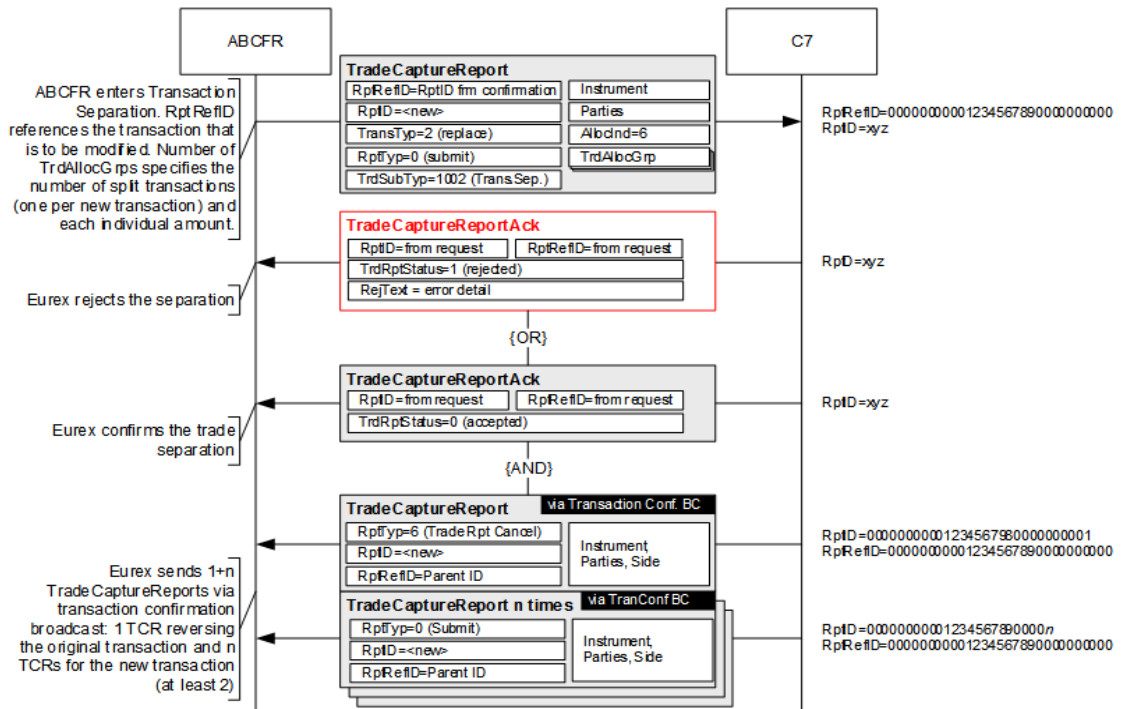 ABCFR
C7
ABCFR enters Transaction
Separation. RptRefID
references the transaction that
is to be modified. Number of
TrdAllocGrps specifies the
number of split transactions
(one per new transaction) and
each individual amount.
TradeCaptureReport
RptRefID=RptID frm confirmation
Instrument
RptID=<new>
Parties
TransTyp=2 (replace)
AllocInd=6
RptTyp=0 (submit)
TrdAllocGrp
TrdSubTyp=1002 (Trans.Sep.)
RptRefID=00000000001234567890000000000
RptID=xyz
TradeCaptureReportAck
RptID=from request
RptRefID=from request
TrdRptStatus=1 (rejected)
RejText = error detail
RptID=xyz
Eurex rejects the separation
{OR}
TradeCaptureReportAck
RptID=from request
RptRefID=from request
TrdRptStatus=0 (accepted)
RptID=xyz
Eurex confirms the trade
separation
{AND}
TradeCaptureReport
via Transaction Conf. BC
RptTyp=6 (Trade Rpt Cancel)
RptID=<new>
RptRefID=Parent ID
Instrument,
Parties, Side
RptID=00000000001234567980000000001
RptRefID=00000000001234567890000000000
Eurex sends 1+n
TradeCaptureReports via
transaction confirmation
broadcast: 1 TCR reversing
the original transaction and n
TCRs for the new transaction
(at least 2)
TradeCaptureReport n times
via TranConf BC
RptTyp=0 (Submit)
RptID=<new>
RptRefID=Parent ID
Instrument,
Parties, Side
RptID=00000000001234567890000n
RptRefID=00000000001234567890000000000